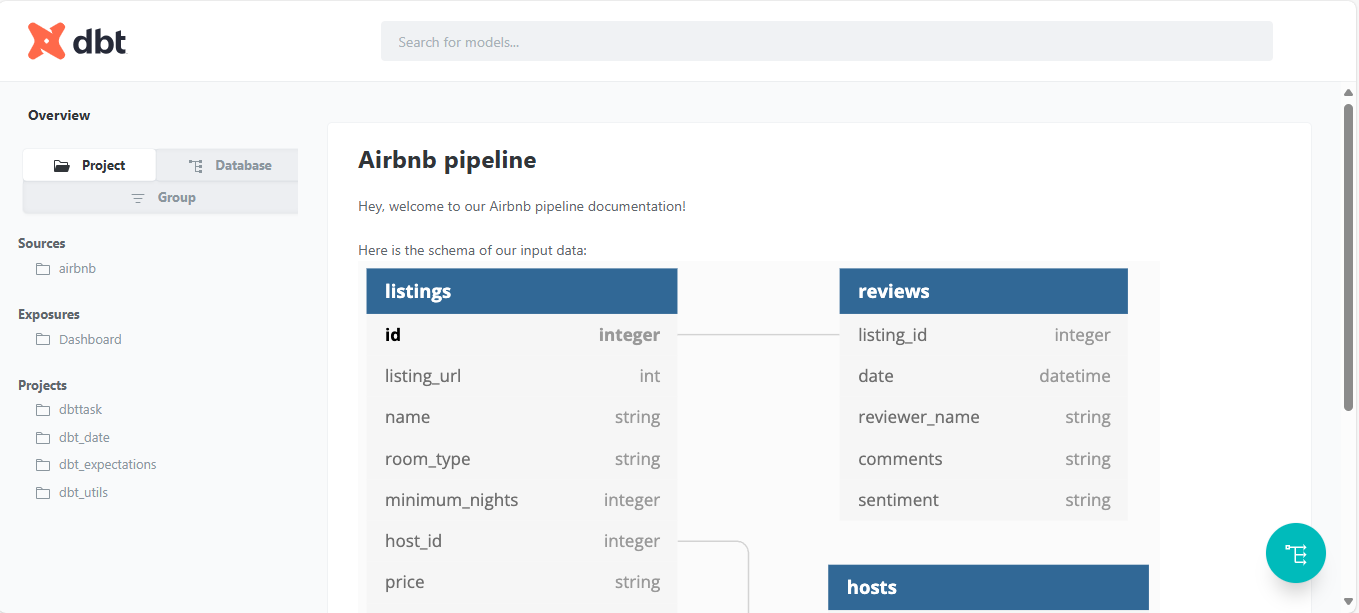 dbt
Search for models...
Overview
Project
Database
Group
Sources
airbnb
Exposures
Dashboard
Projects
dbttask
dbt_date
dbt_expectations
dbt_utils
Airbnb pipeline
Hey, welcome to our Airbnb pipeline documentation!
Here is the schema of our input data:
listings
id integer
listing_url int
name string
room_type string
minimum_nights integer
host_id integer
price string
reviews
listing_id integer
date datetime
reviewer_name string
comments string
sentiment string
hosts